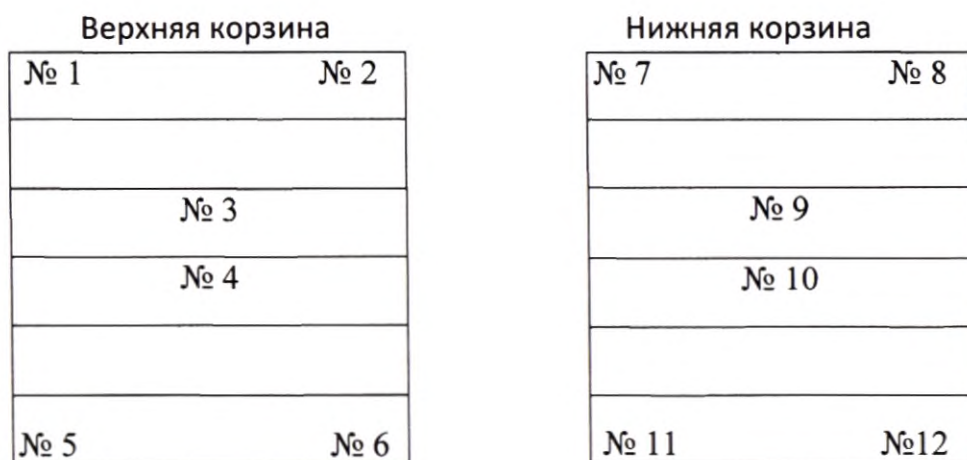 Верхняя корзина
№ 1 № 2
№ 3
№ 4
№ 5 № 6
Нижняя корзина
№ 7 № 8
№ 9
№ 10
№ 11 №12